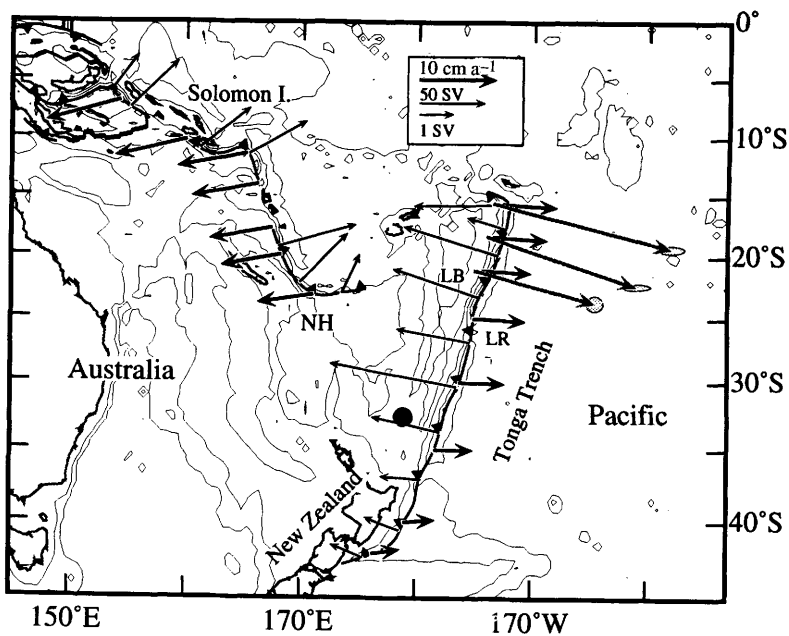 0°
10 cm a⁻¹
50 SV
1 SV
Solomon I.
10°S
20°S
LB
NH
LR
Australia
Tonga Trench
30°S
Pacific
New Zealand
40°S
150°E
170°E
170°W